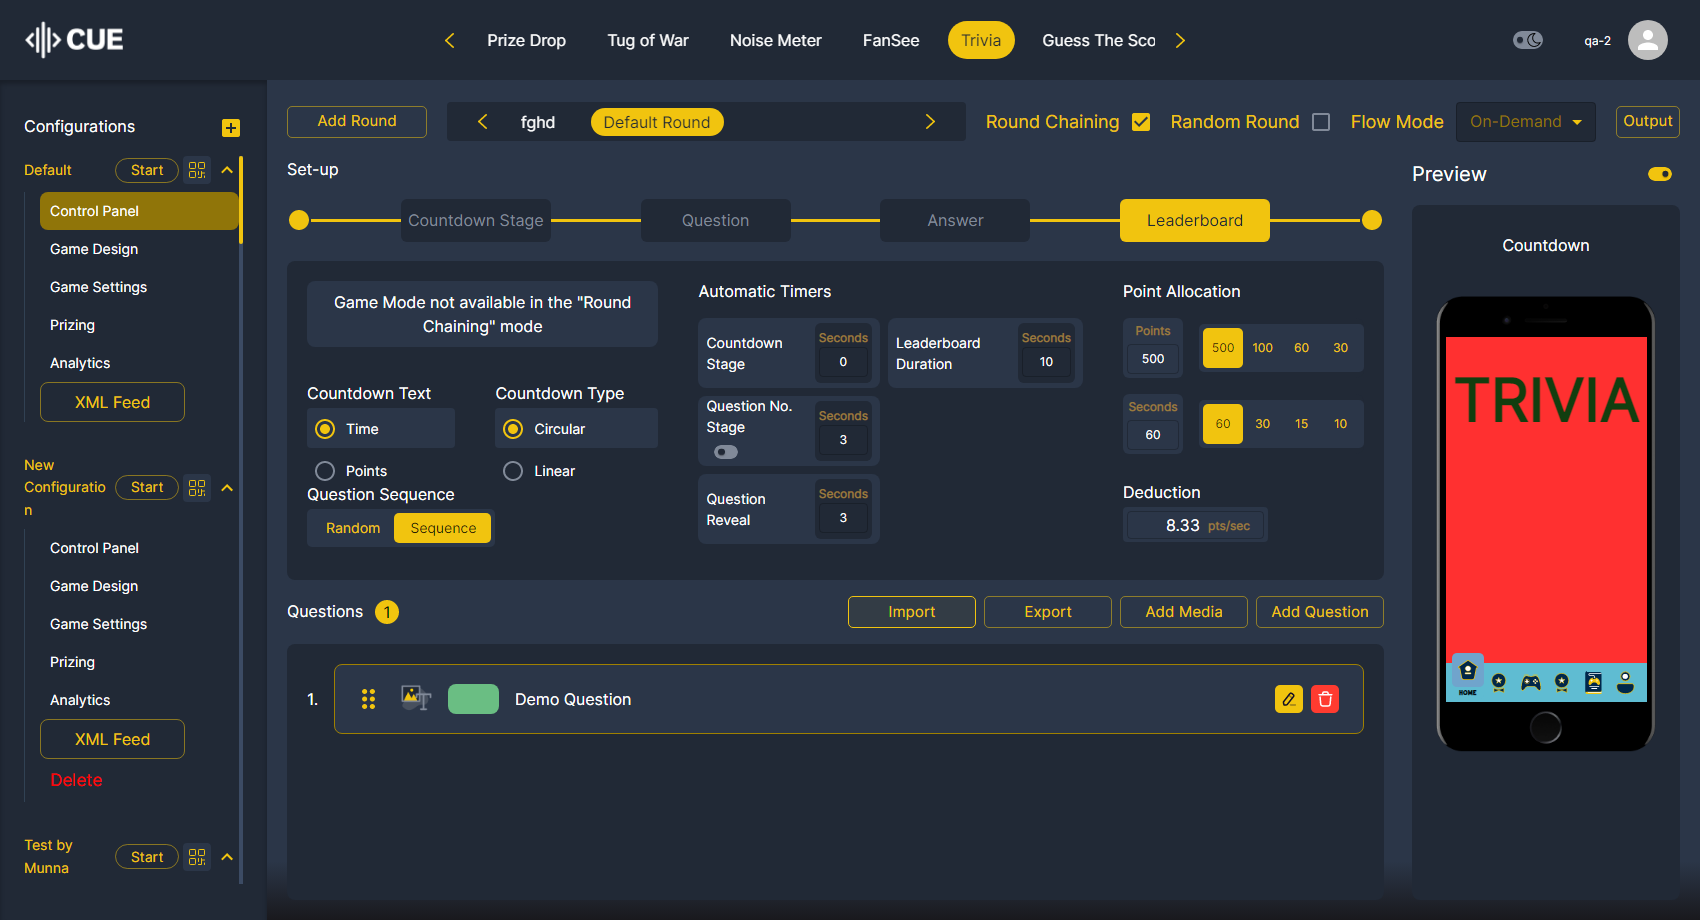 CUE
Prize Drop
Tug of War
Noise Meter
FanSee
Trivia
Guess The Sco
qa-2
Configurations
Default
Start
Control Panel
Game Design
Game Settings
Prizing
Analytics
XML Feed
New
Configuratio
n
Start
Control Panel
Game Design
Game Settings
Prizing
Analytics
XML Feed
Delete
Test by
Munna
Start
Add Round
fghd
Default Round
Round Chaining
Random Round
Flow Mode
On-Demand
Output
Set-up
Countdown Stage
Question
Answer
Leaderboard
Game Mode not available in the "Round
Chaining" mode
Countdown Text
Time
Points
Countdown Type
Circular
Linear
Question Sequence
Random
Sequence
Automatic Timers
Countdown
Stage
Seconds
0
Leaderboard
Duration
Seconds
10
Question No.
Stage
Seconds
3
Question
Reveal
Seconds
3
Point Allocation
Points
500
500
100
60
30
Seconds
60
60
30
15
10
Deduction
8.33 pts/sec
Questions 1
Import
Export
Add Media
Add Question
1.
Demo Question
Preview
Countdown
TRIVIA
HOME